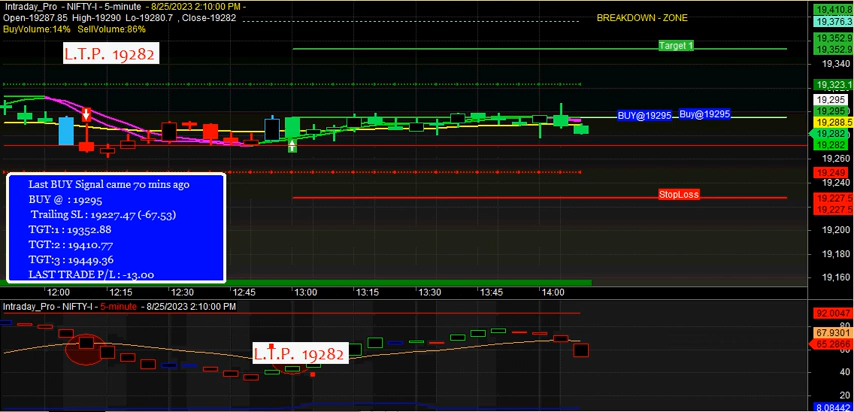 Intraday_Pro - NIFTY-I - 5-minute - 8/25/2023 2:10:00 PM -
Open-19287.85 High-19290 Lo-19280.7 , Close-19282
BuyVolume:14% SellVolume:86%
L.T.P. 19282
BREAKDOWN - ZONE
Target 1
BUY@19295
Buy@19295
StopLoss
19,410.8
19,376.3
19,352.9
19,352.9
19,340
19,323.1
19,295
19,295
19,288.5
19,282
19,282
19,260
19,249
19,240
19,227.5
19,227.5
19,200
19,180
19,160
Last BUY Signal came 70 mins ago
BUY @ : 19295
Trailing SL : 19227.47 (-67.53)
TGT:1 : 19352.88
TGT:2 : 19410.77
TGT:3 : 19449.36
LAST TRADE P/L : -13.00
12:00 12:15 12:30 12:45 13:00 13:15 13:30 13:45 14:00
Intraday_Pro - NIFTY-I - 5-minute - 8/25/2023 2:10:00 PM
L.T.P. 19282
92.0047
67.9301
65.2866
60
40
20
8.08442